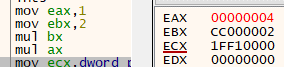 mov eax,1
mov ebx,2
mul bx
mul ax
mov ecx,dword p
EAX 00000004
EBX CC000002
ECX 1FF10000
EDX 00000000